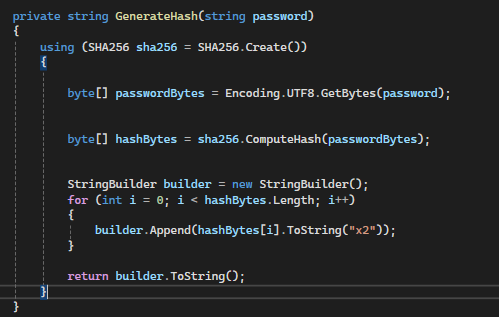 private string GenerateHash(string password)
{
using (SHA256 sha256 = SHA256.Create())
{
byte[] passwordBytes = Encoding.UTF8.GetBytes(password);
byte[] hashBytes = sha256.ComputeHash(passwordBytes);
StringBuilder builder = new StringBuilder();
for (int i = 0; i < hashBytes.Length; i++)
{
builder.Append(hashBytes[i].ToString("x2"));
}
return builder.ToString();
}
}